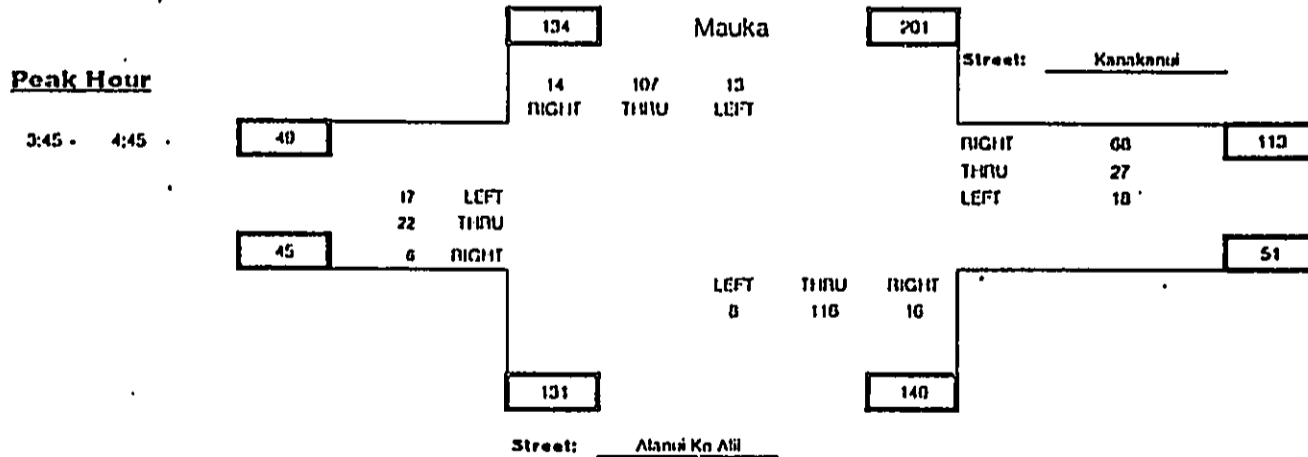 134 Mauka 201
Street: Kanakanui
Peak Hour
14 107 13
RIGHT THRU LEFT
3:45 - 4:45
49
RIGHT 68 113
THRU 27
LEFT 18
17 LEFT
22 THRU
45 6 RIGHT
51
LEFT THRU RIGHT
8 116 16
131 140
Street: Alanui Ke Alii